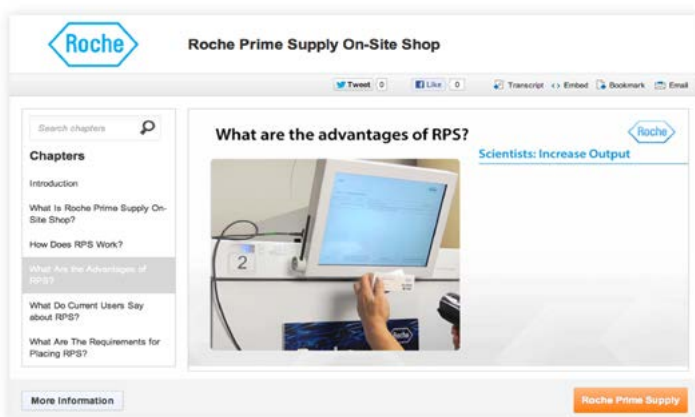 Roche
Roche Prime Supply On-Site Shop
Tweet 0
Like 0
Transcript
Embed
Bookmark
Email
Search chapters
Chapters
Introduction
What Is Roche Prime Supply On-
Site Shop?
How Does RPS Work?
What Are the Advantages of
RPS?
What Do Current Users Say
about RPS?
What Are The Requirements for
Placing RPS?
What are the advantages of RPS?
Roche
Scientists: Increase Output
2
Roche
More Information
Roche Prime Supply